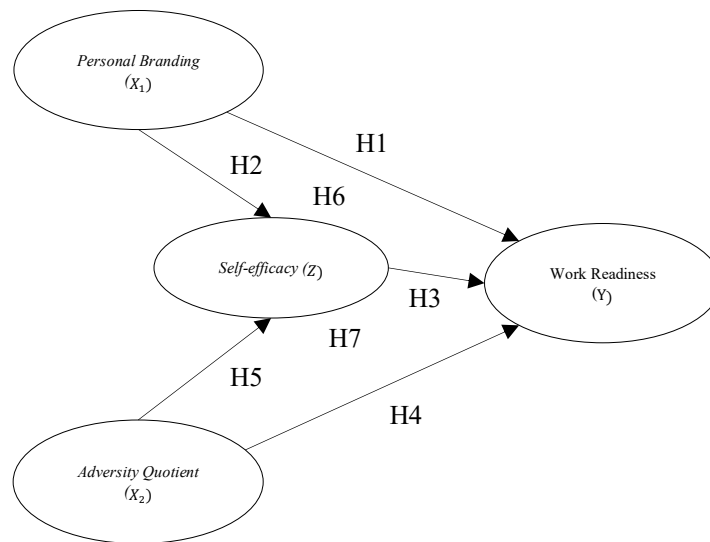 Personal Branding
(X₁)
H1
H2
H6
Self-efficacy (Z)
Work Readiness
(Y)
H3
H7
H5
H4
Adversity Quotient
(X₂)